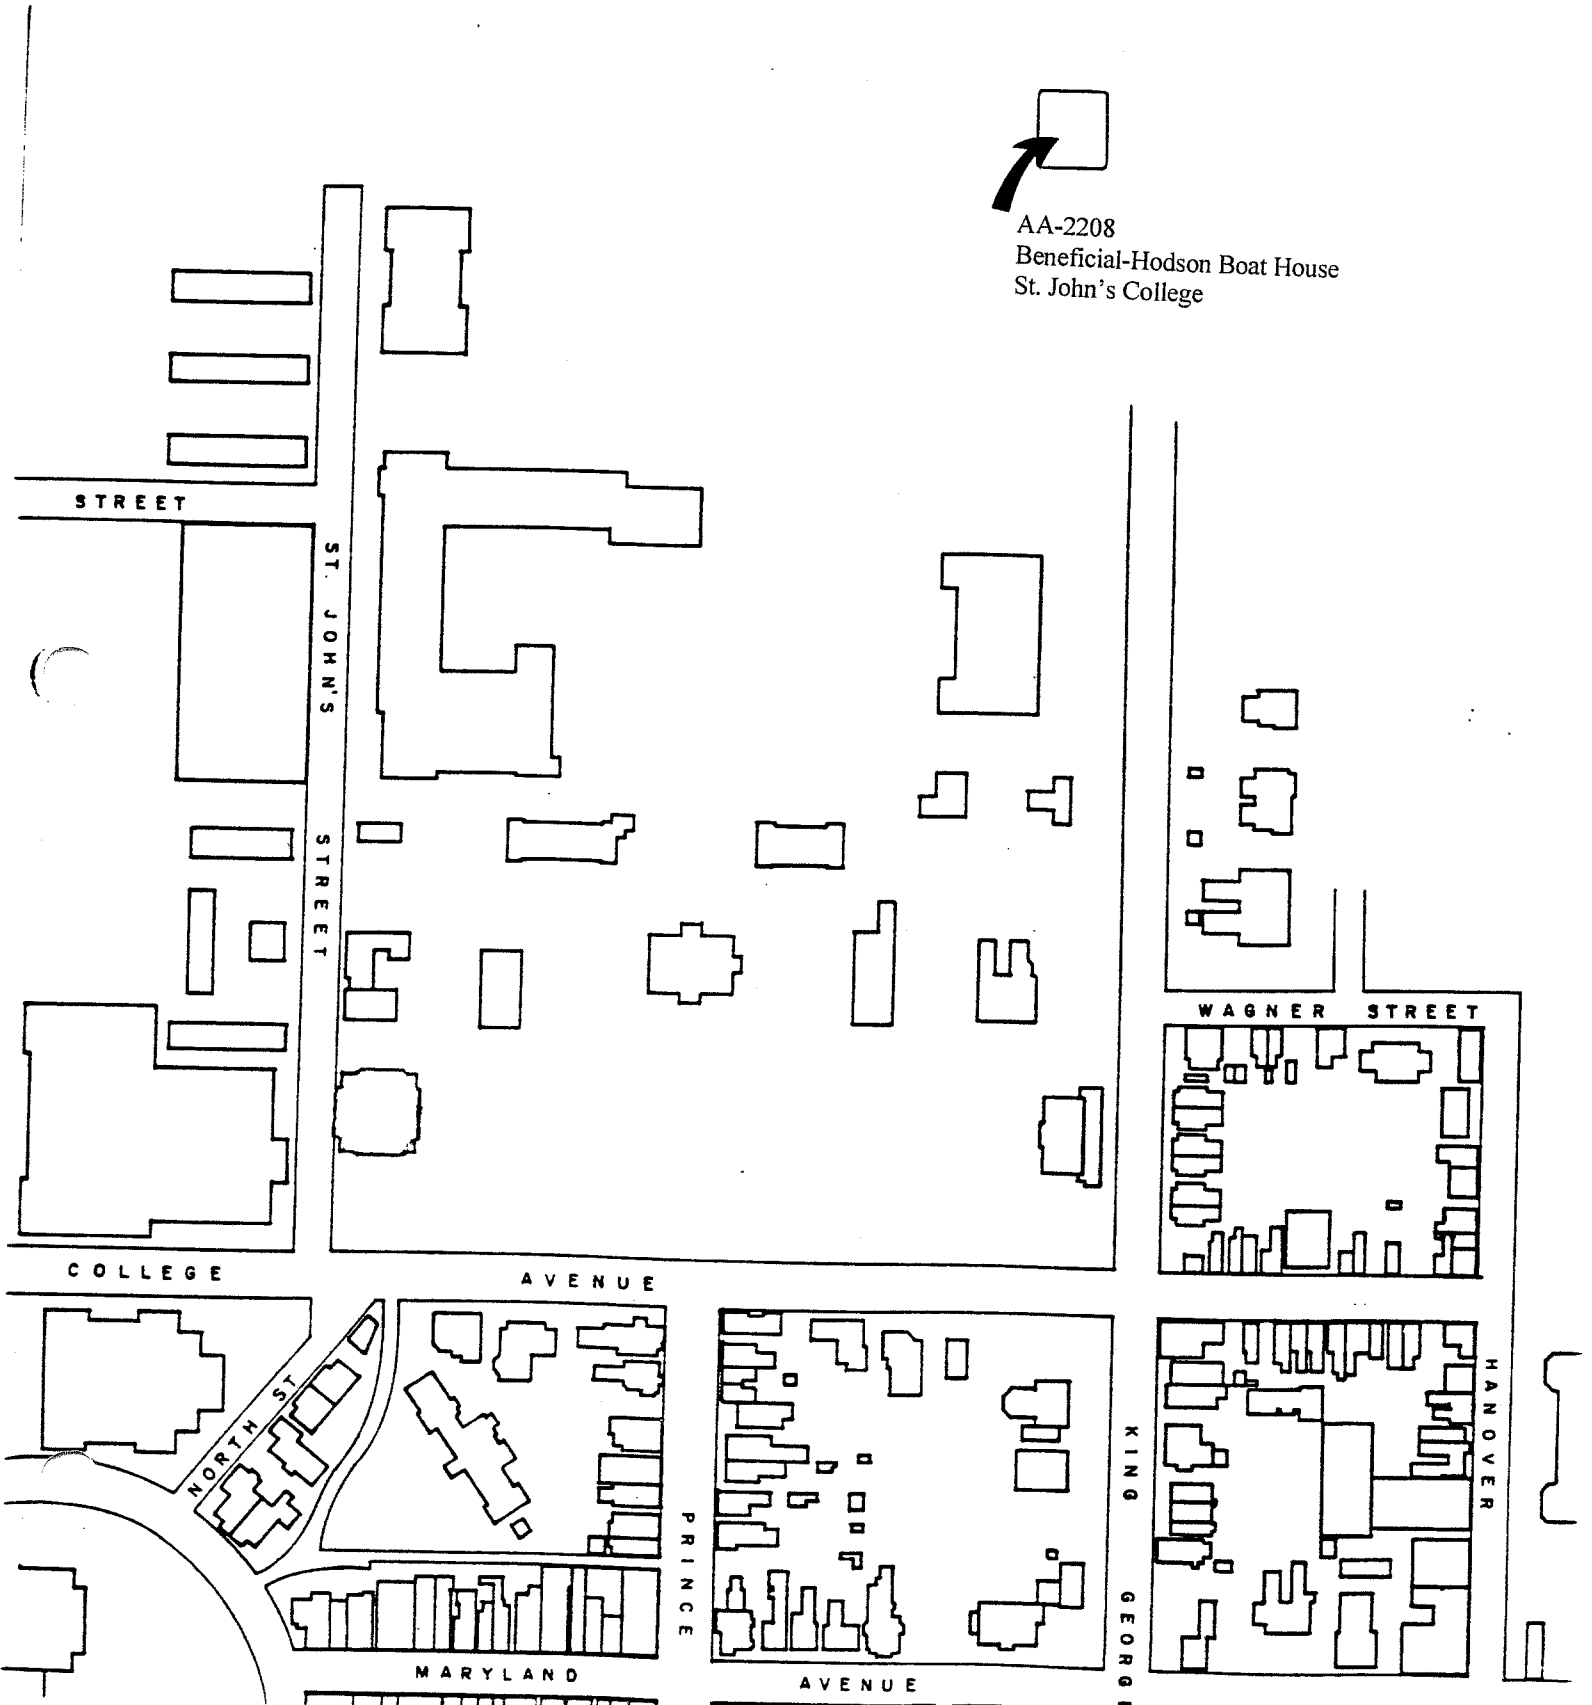 AA-2208
Beneficial-Hodson Boat House
St. John's College
STREET
ST. JOHN'S
STREET
WAGNER STREET
COLLEGE
AVENUE
NORTH ST
HANOVER
KING
PRINCE
GEORGE
MARYLAND
AVENUE